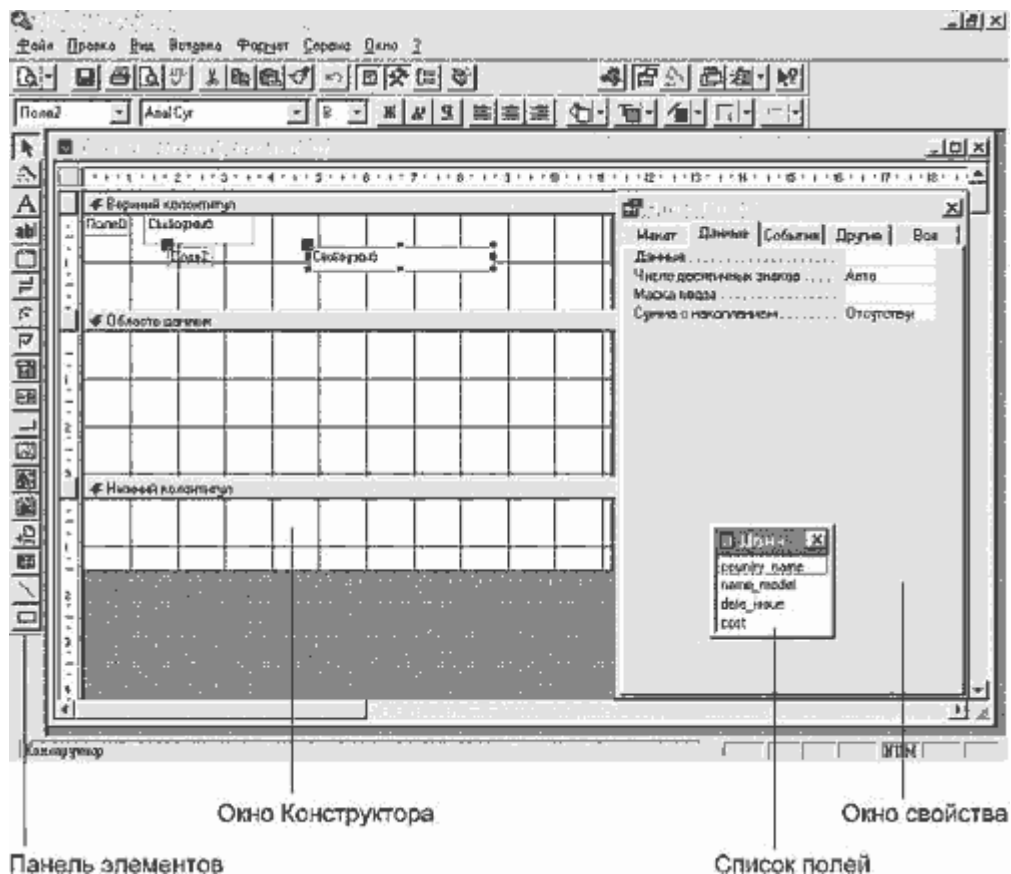 Файл Правка Вид Вставка Формат Сервис Окно ?
Поле2 Arial Cyr 8 Ж К Ч
Верхний колонтитул
Поле0 Свободный
Поле2 Свободный
Область данных
Нижний колонтитул
Макет Данные События Другие Все
Данные
Число десятичных знаков Авто
Маска ввода
Сумма с накоплением Отсутствуе
country_name
name_model
date_issue
cost
Конструктор NUM
Окно Конструктора
Окно свойства
Панель элементов
Список полей